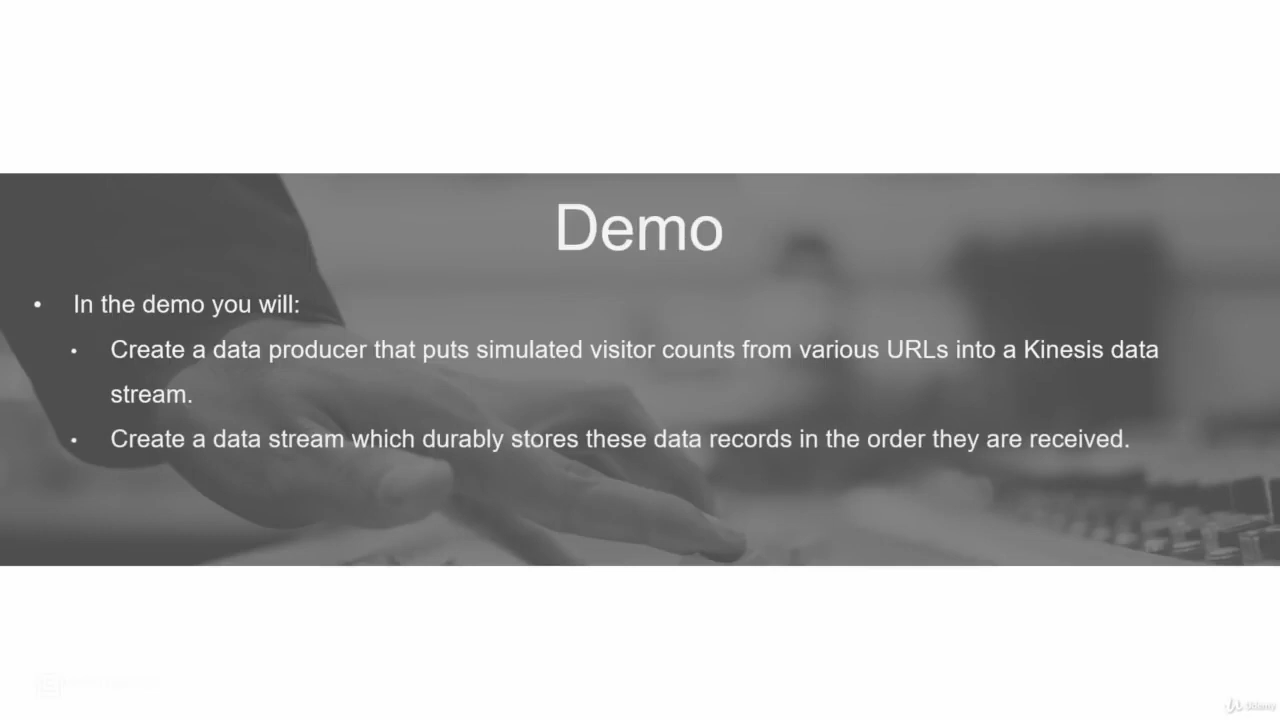 Demo
• In the demo you will:
• Create a data producer that puts simulated visitor counts from various URLs into a Kinesis data
stream.
• Create a data stream which durably stores these data records in the order they are received.
Udemy